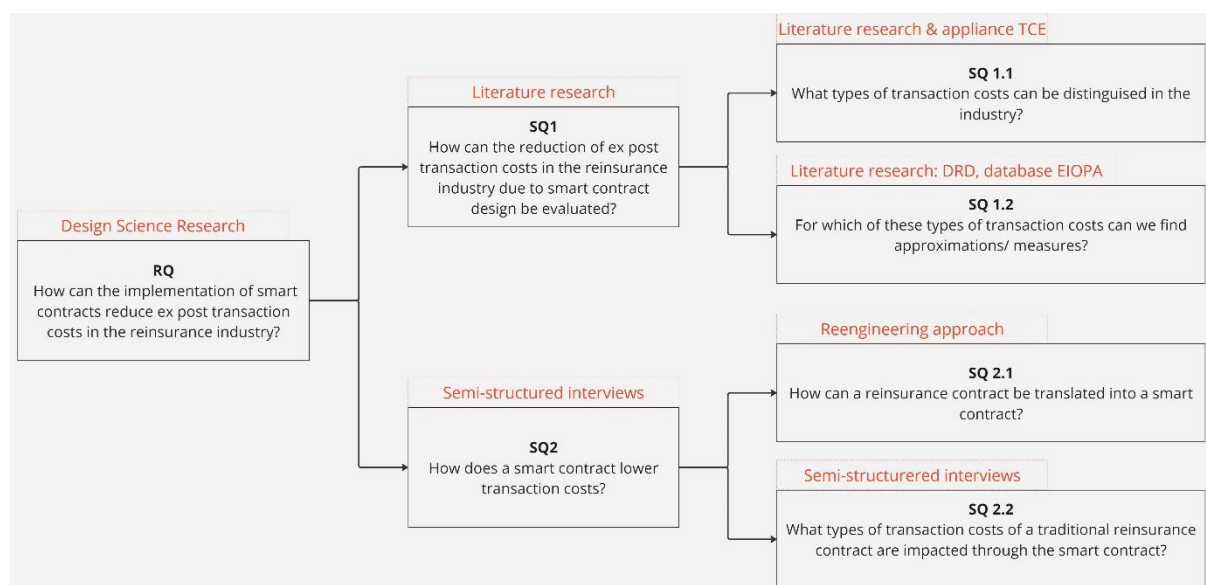 Design Science Research
RQ
How can the implementation of smart
contracts reduce ex post transaction
costs in the reinsurance industry?
Literature research
SQ1
How can the reduction of ex post
transaction costs in the reinsurance
industry due to smart contract
design be evaluated?
Semi-structured interviews
SQ2
How does a smart contract lower
transaction costs?
Literature research & appliance TCE
SQ 1.1
What types of transaction costs can be distinguised in the
industry?
Literature research: DRD, database EIOPA
SQ 1.2
For which of these types of transaction costs can we find
approximations/ measures?
Reengineering approach
SQ 2.1
How can a reinsurance contract be translated into a smart
contract?
Semi-structurered interviews
SQ 2.2
What types of transaction costs of a traditional reinsurance
contract are impacted through the smart contract?